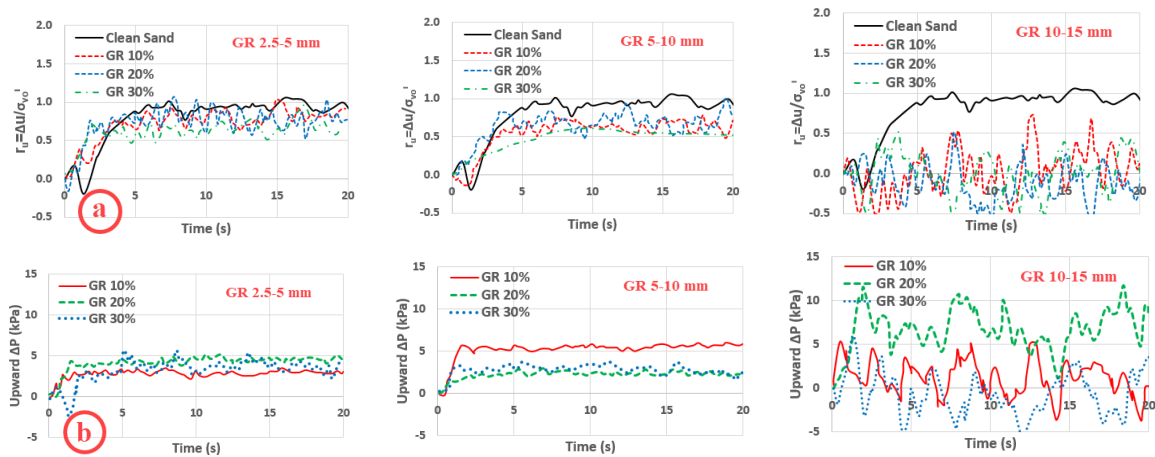 2.0
1.5
1.0
0.5
0.0
-0.5
Clean Sand
GR 10%
GR 20%
GR 30%
GR 2.5-5 mm
0
5
10
15
20
Time (s)
rᵤ=Δu/σᵥₒ'
a
2.0
1.5
1.0
0.5
0.0
-0.5
Clean Sand
GR 10%
GR 20%
GR 30%
GR 5-10 mm
0
5
10
15
20
Time (s)
rᵤ=Δu/σᵥₒ'
2.0
1.5
1.0
0.5
0.0
-0.5
Clean Sand
GR 10%
GR 20%
GR 30%
GR 10-15 mm
0
5
10
15
20
Time (s)
rᵤ=Δu/σᵥₒ'
15
10
5
0
-5
GR 10%
GR 20%
GR 30%
GR 2.5-5 mm
5
10
15
20
Time (s)
Upward ΔP (kPa)
b
15
10
5
0
-5
GR 10%
GR 20%
GR 30%
GR 5-10 mm
0
5
10
15
20
Time (s)
Upward ΔP (kPa)
15
10
5
0
-5
GR 10%
GR 20%
GR 30%
GR 10-15 mm
0
5
10
15
20
Time (s)
Upward ΔP (kPa)